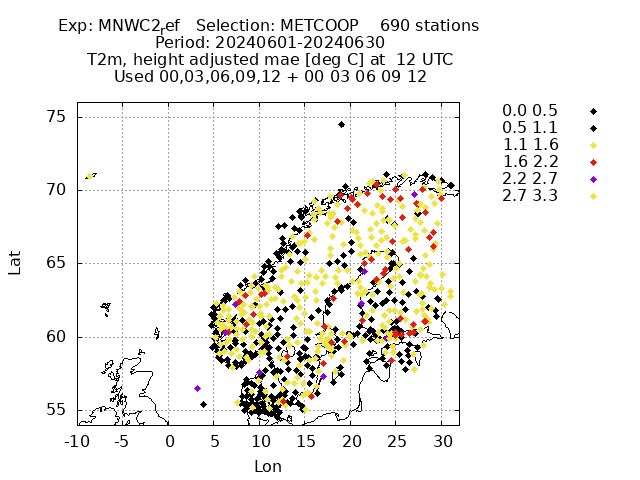 Exp: MNWC2ref   Selection: METCOOP    690 stations
Period: 20240601-20240630
T2m, height adjusted mae [deg C] at  12 UTC
Used 00,03,06,09,12 + 00 03 06 09 12
0.0 0.5
0.5 1.1
1.1 1.6
1.6 2.2
2.2 2.7
2.7 3.3
75
70
65
60
55
Lat
-10 -5 0 5 10 15 20 25 30
Lon